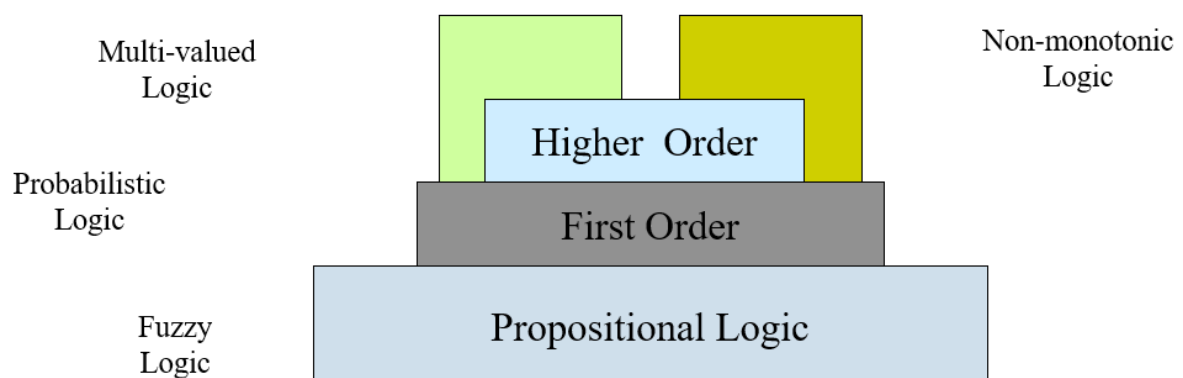 Multi-valued
Logic
Non-monotonic
Logic
Higher Order
Probabilistic
Logic
First Order
Propositional Logic
Fuzzy
Logic